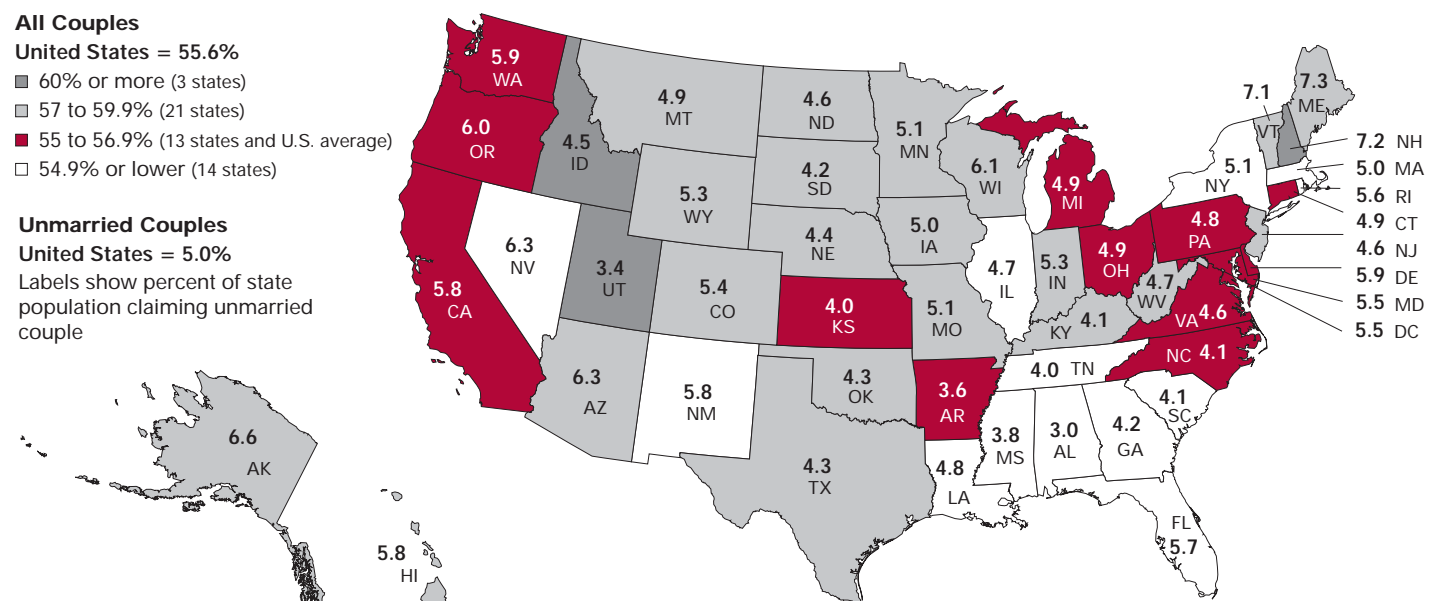 All Couples
United States = 55.6%
60% or more (3 states)
57 to 59.9% (21 states)
55 to 56.9% (13 states and U.S. average)
54.9% or lower (14 states)
Unmarried Couples
United States = 5.0%
Labels show percent of state
population claiming unmarried
couple
5.9
WA
6.0
OR
5.8
CA
4.5
ID
6.3
NV
3.4
UT
6.3
AZ
4.9
MT
5.3
WY
5.4
CO
5.8
NM
4.6
ND
4.2
SD
4.4
NE
4.0
KS
4.3
OK
4.3
TX
5.1
MN
5.0
IA
5.1
MO
3.6
AR
4.8
LA
6.1
WI
4.7
IL
4.9
MI
5.3
IN
4.9
OH
KY 4.1
4.0 TN
3.8
MS
3.0
AL
4.2
GA
FL
5.7
4.1
SC
NC 4.1
VA 4.6
4.7
WV
4.8
PA
5.1
NY
7.1
VT
7.3
ME
7.2 NH
5.0 MA
5.6 RI
4.9 CT
4.6 NJ
5.9 DE
5.5 MD
5.5 DC
6.6
AK
5.8
HI